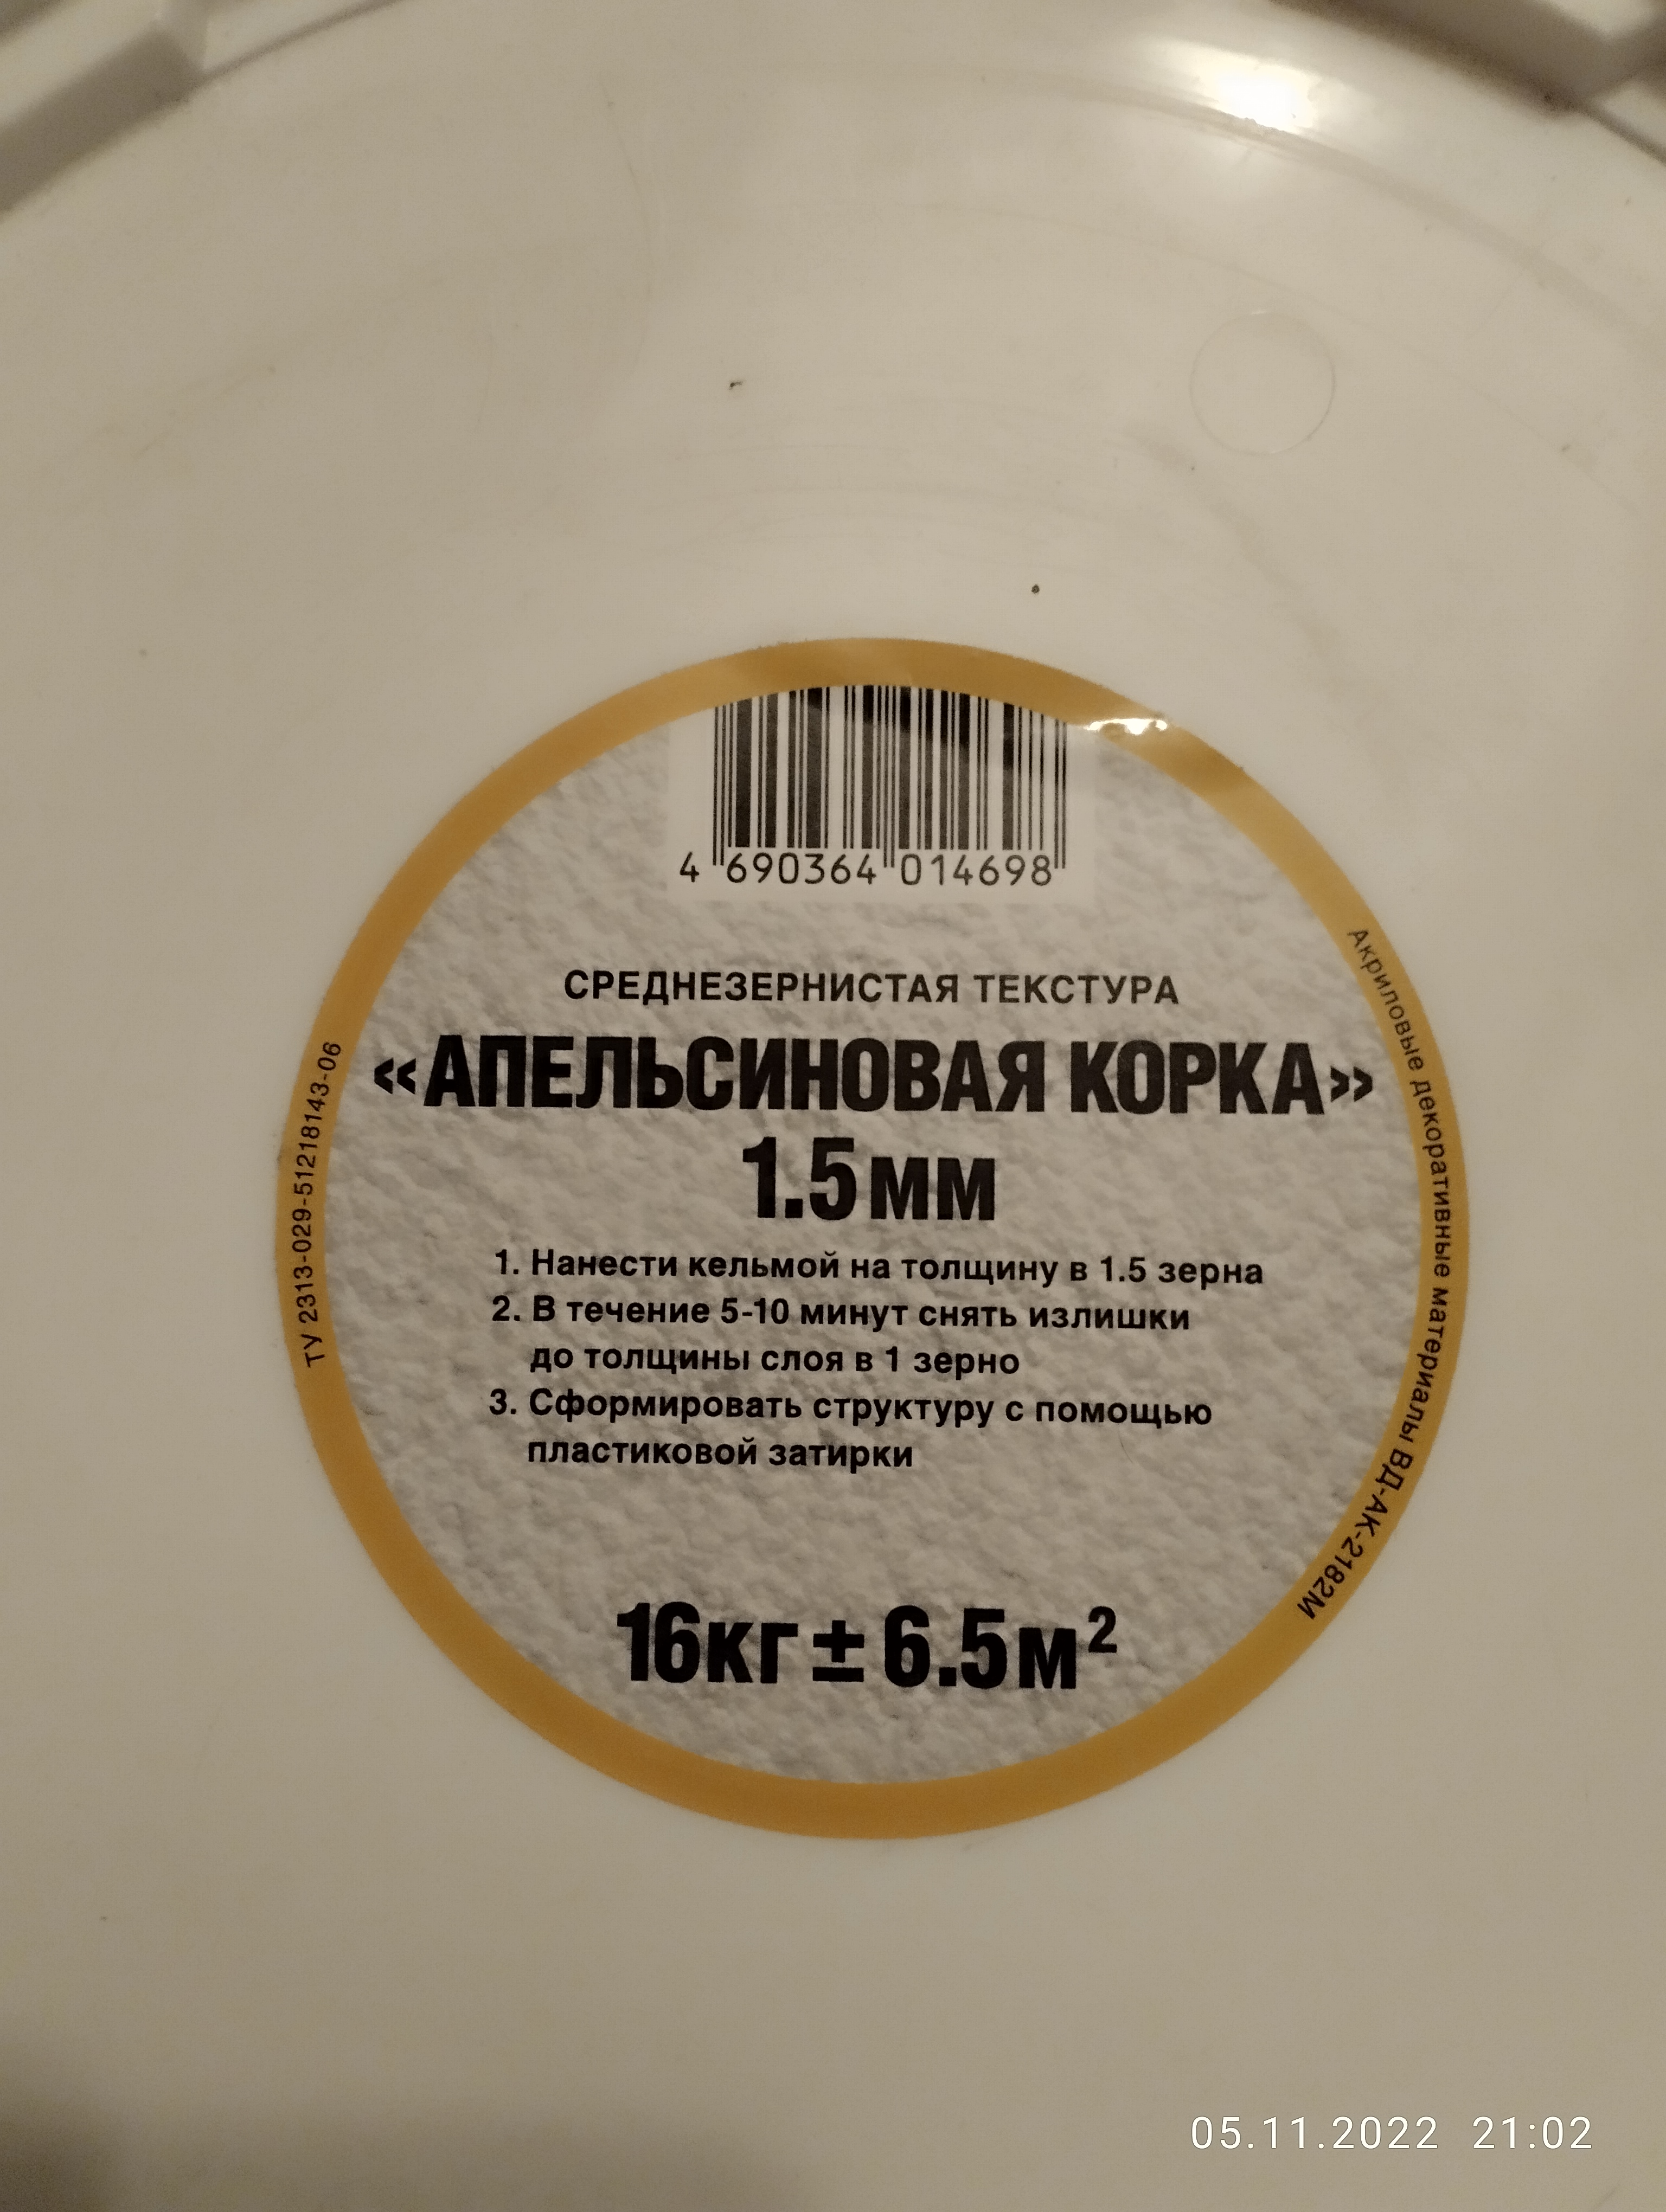 4 690364 014698
СРЕДНЕЗЕРНИСТАЯ ТЕКСТУРА
«АПЕЛЬСИНОВАЯ КОРКА»
1.5мм
1. Нанести кельмой на толщину в 1.5 зерна
2. В течение 5-10 минут снять излишки
до толщины слоя в 1 зерно
3. Сформировать структуру с помощью
пластиковой затирки
16кг ± 6.5м²
ТУ 2313-029-51218143-06
Акриловые декоративные материалы ВД-АК-2182М
05.11.2022 21:02